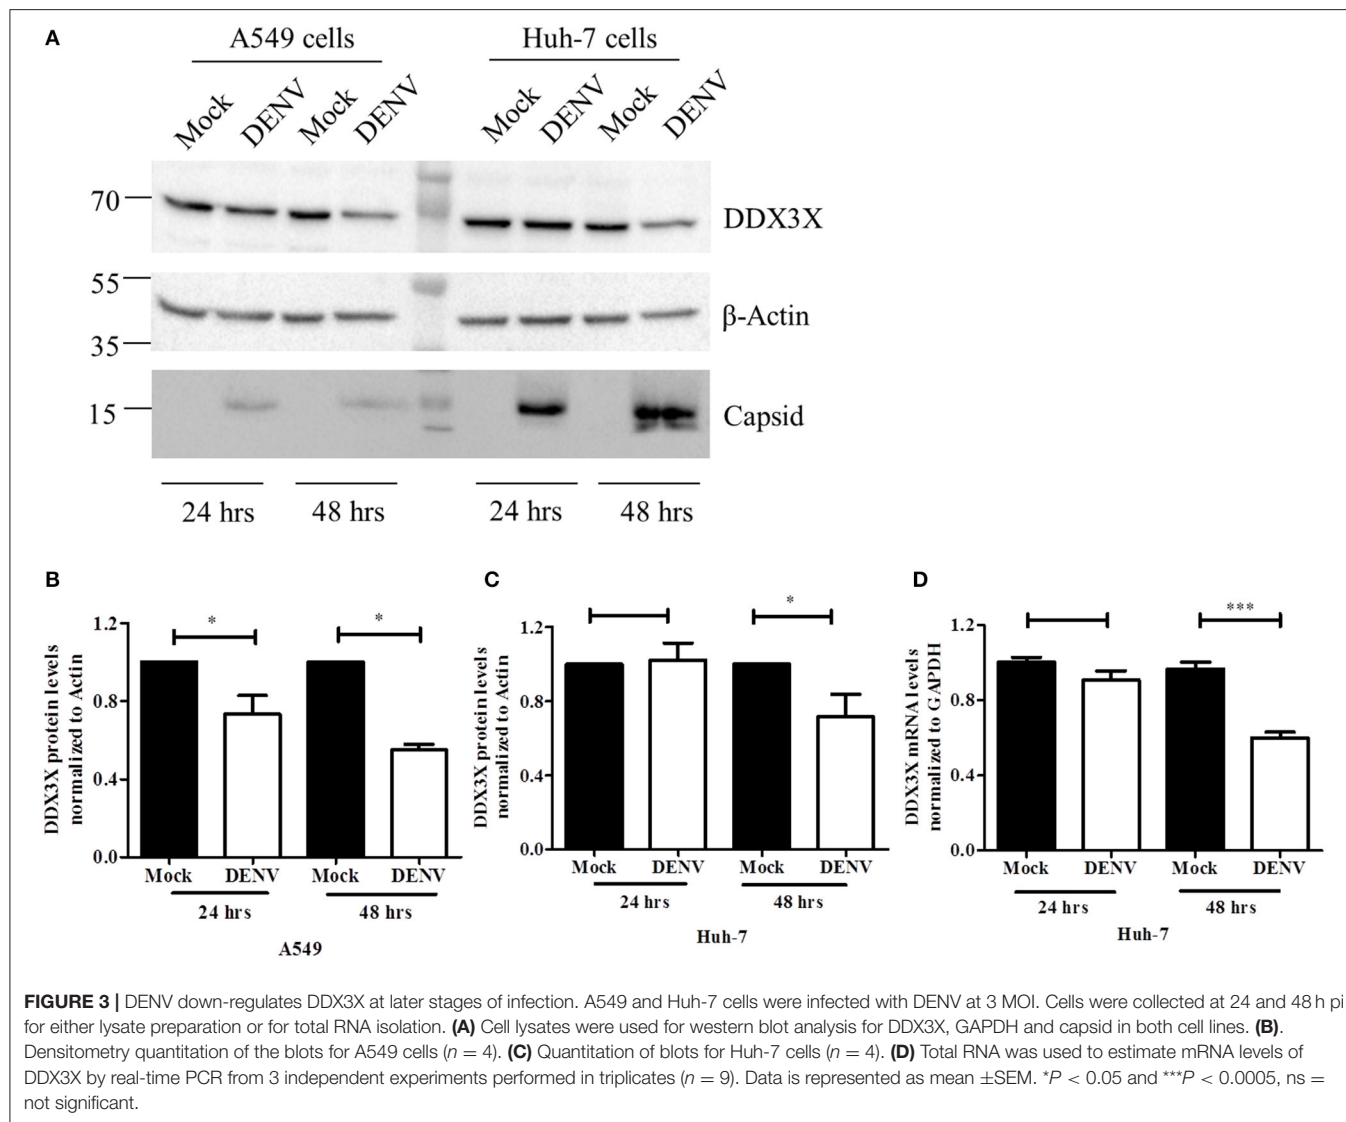 A
A549 cells
Huh-7 cells
Mock
DENV
Mock
DENV
Mock
DENV
Mock
DENV
70
DDX3X
55
β-Actin
35
15
Capsid
24 hrs
48 hrs
24 hrs
48 hrs
B
DDX3X protein levels
normalized to Actin
1.2
0.8
0.4
0.0
*
*
Mock
DENV
Mock
DENV
24 hrs
48 hrs
A549
C
DDX3X protein levels
normalized to Actin
1.2
0.8
0.4
0.0
*
Mock
DENV
Mock
DENV
24 hrs
48 hrs
Huh-7
D
DDX3X mRNA levels
normalized to GAPDH
1.2
0.8
0.4
0.0
***
Mock
DENV
Mock
DENV
24 hrs
48 hrs
Huh-7
FIGURE 3 | DENV down-regulates DDX3X at later stages of infection. A549 and Huh-7 cells were infected with DENV at 3 MOI. Cells were collected at 24 and 48 h pi
for either lysate preparation or for total RNA isolation. (A) Cell lysates were used for western blot analysis for DDX3X, GAPDH and capsid in both cell lines. (B).
Densitometry quantitation of the blots for A549 cells (n = 4). (C) Quantitation of blots for Huh-7 cells (n = 4). (D) Total RNA was used to estimate mRNA levels of
DDX3X by real-time PCR from 3 independent experiments performed in triplicates (n = 9). Data is represented as mean ±SEM. *P < 0.05 and ***P < 0.0005, ns =
not significant.